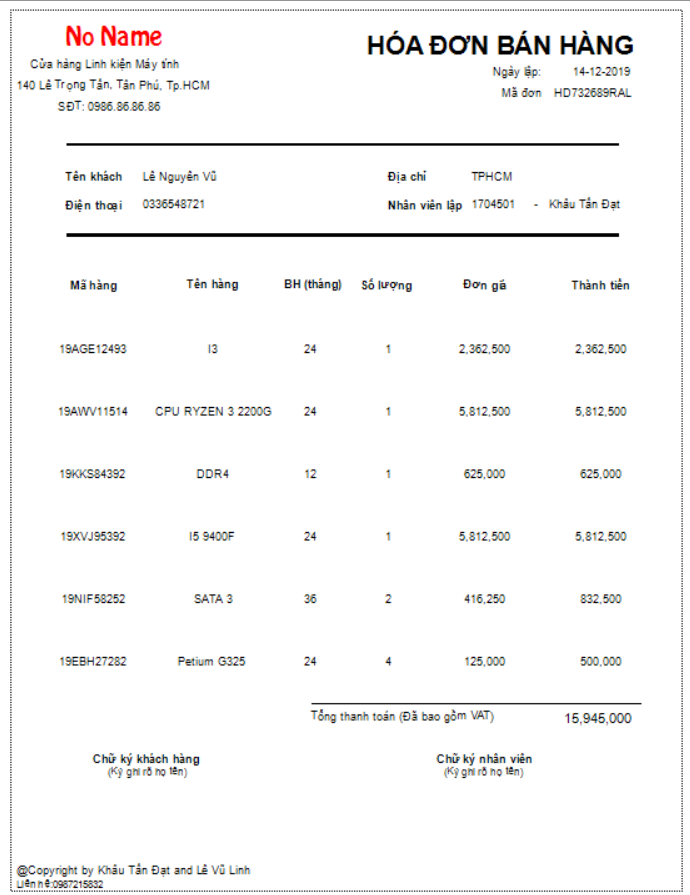 No Name
HÓA ĐƠN BÁN HÀNG
Cửa hàng Linh kiện Máy tính
Ngày lập: 14-12-2019
140 Lê Trọng Tấn, Tân Phú, Tp.HCM
Mã đơn HD732689RAL
SĐT: 0986.86.86.86
Tên khách Lê Nguyên Vũ Địa chỉ TPHCM
Điện thoại 0336548721 Nhân viên lập 1704501 - Khâu Tấn Đạt
Mã hàng Tên hàng BH (tháng) Số lượng Đơn giá Thành tiền
19AGE12493 I3 24 1 2,362,500 2,362,500
19AWV11514 CPU RYZEN 3 2200G 24 1 5,812,500 5,812,500
19KKS84392 DDR4 12 1 625,000 625,000
19XVJ95392 I5 9400F 24 1 5,812,500 5,812,500
19NIF58252 SATA 3 36 2 416,250 832,500
19EBH27282 Petium G325 24 4 125,000 500,000
Tổng thanh toán (Đã bao gồm VAT) 15,945,000
Chữ ký khách hàng Chữ ký nhân viên
(Ký ghi rõ họ tên) (Ký ghi rõ họ tên)
@Copyright by Khâu Tấn Đạt and Lê Vũ Linh
Liên hê:0987215832